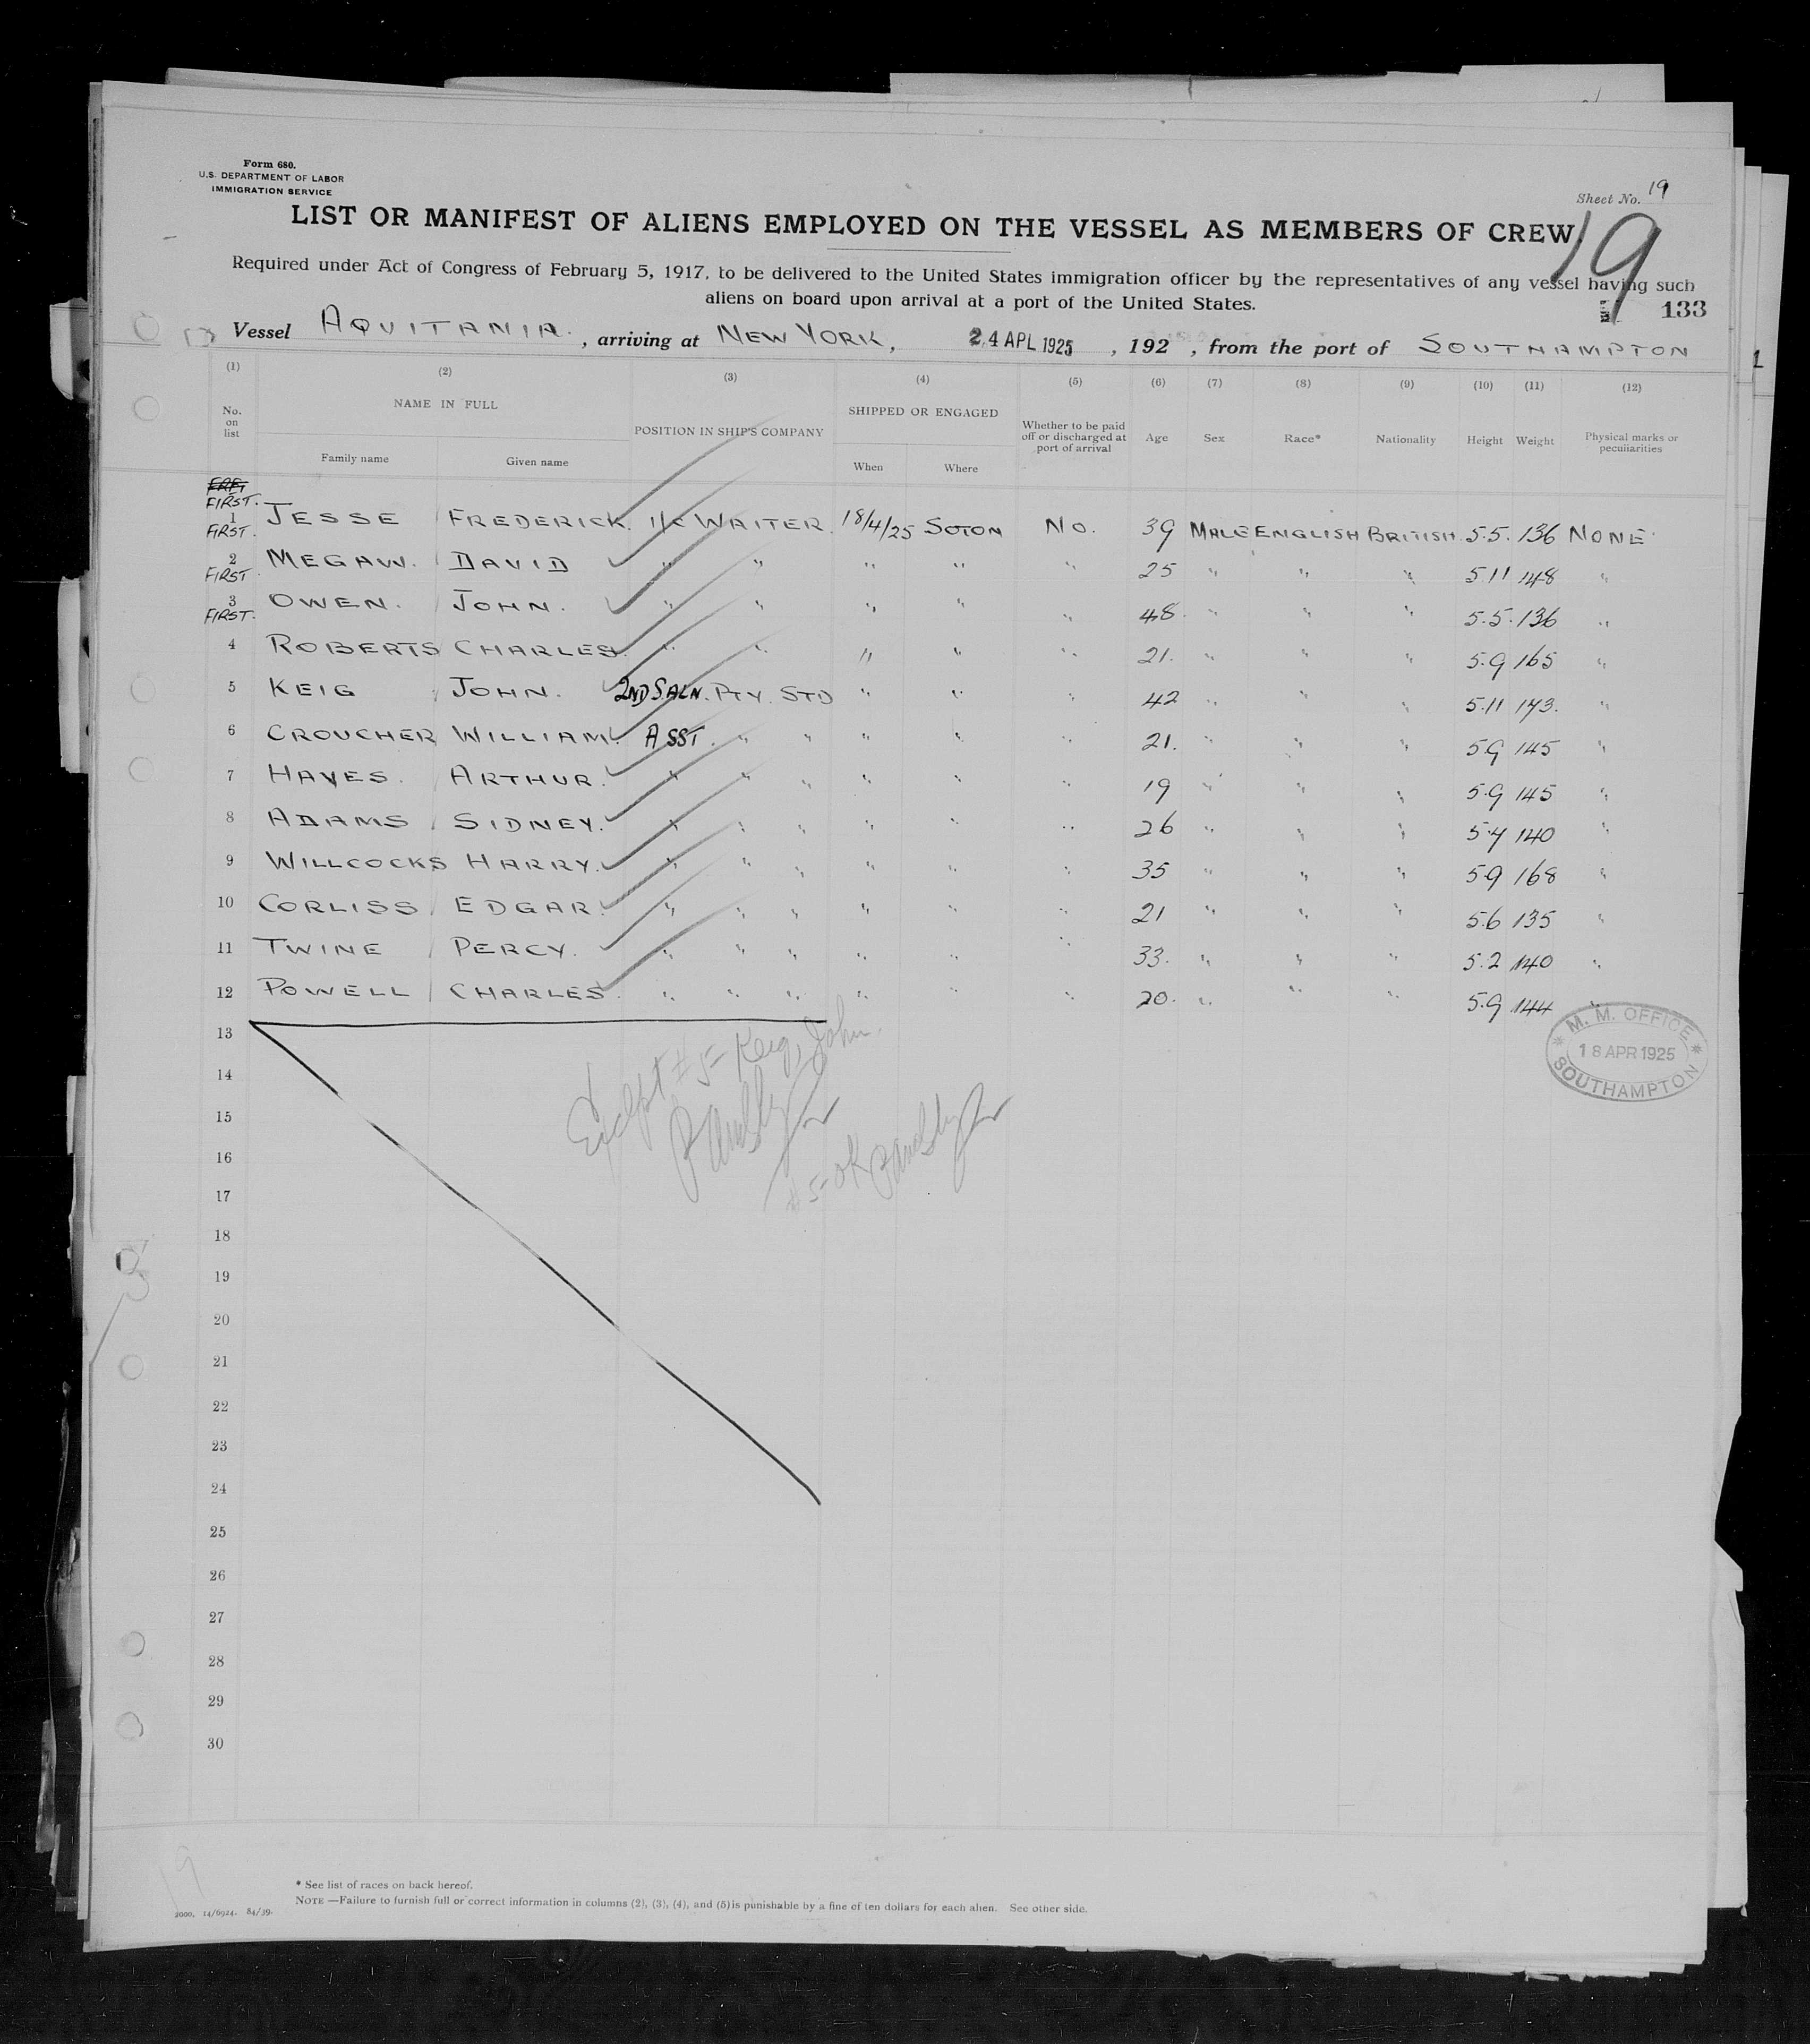 Form 680.
U.S. DEPARTMENT OF LABOR
IMMIGRATION SERVICE
Sheet No. 19
LIST OR MANIFEST OF ALIENS EMPLOYED ON THE VESSEL AS MEMBERS OF CREW
19
Required under Act of Congress of February 5, 1917, to be delivered to the United States immigration officer by the representatives of any vessel having such
aliens on board upon arrival at a port of the United States.
133
Vessel AQUITANIA. , arriving at NEW YORK, 24 APL 1925 , 192 , from the port of SOUTHAMPTON
(1) (2) (3) (4) (5) (6) (7) (8) (9) (10) (11) (12)
No. on list NAME IN FULL POSITION IN SHIP'S COMPANY SHIPPED OR ENGAGED Whether to be paid off or discharged at port of arrival Age Sex Race* Nationality Height Weight Physical marks or peculiarities
Family name Given name When Where
FIRST.
1 JESSE FREDERICK. 1/C WAITER. 18/4/25 SOTON No. 39 MALE ENGLISH BRITISH 5.5. 136 NONE
FIRST.
2 MEGAW. DAVID " " " " " 25 " " " 5 11 148 "
FIRST
3 OWEN. JOHN. " " " " " 48. " " " 5.5. 136 "
FIRST.
4 ROBERTS CHARLES. " " " " " 21. " " " 5.9 165 "
5 KEIG JOHN. 2ND SALN. PTY. STD " " " 42 " " " 5.11 173. "
6 CROUCHER WILLIAM. ASST. " " " " " 21. " " " 5.9 145 "
7 HAYES. ARTHUR. " " " " " " 19 " " " 5.9 145 "
8 ADAMS SIDNEY. " " " " " " 26 " " " 5.4 140 "
9 WILLCOCKS HARRY. " " " " " " 35 " " " 5.9 168 "
10 CORLISS EDGAR. " " " " " " 21 " " " 5.6 135 "
11 TWINE PERCY. " " " " " " 33. " " " 5.2 140 "
12 POWELL CHARLES. " " " " " " 20. " " " 5.9 144 "
M. M. OFFICE
18 APR 1925
SOUTHAMPTON
13
Except #5- Keig, John.
14
15
16
#5- OK
17
18
19
20
21
22
23
24
25
26
27
28
29
30
19
* See list of races on back hereof.
NOTE —Failure to furnish full or correct information in columns (2), (3), (4), and (5) is punishable by a fine of ten dollars for each alien. See other side.
2000. 14/6924. 84/39.